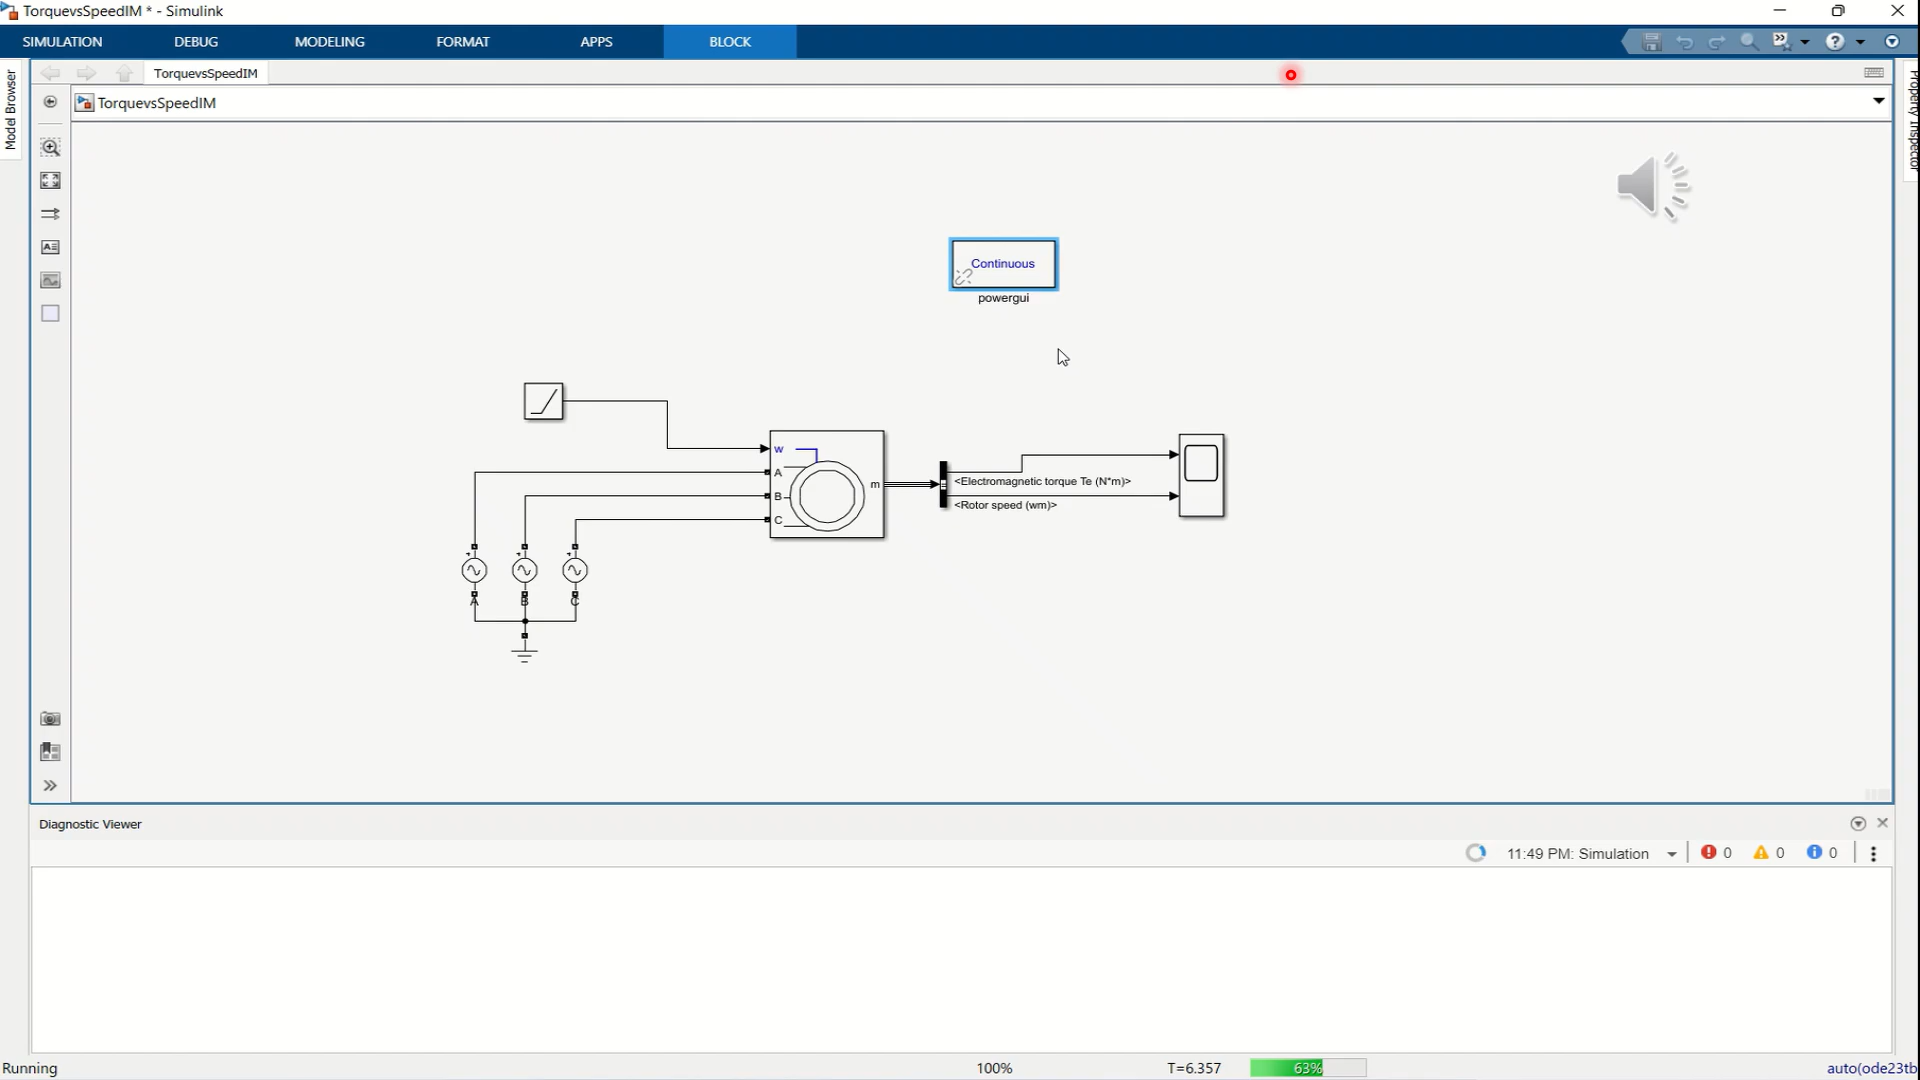 TorquevsSpeedIM * - Simulink
SIMULATION
DEBUG
MODELING
FORMAT
APPS
BLOCK
TorquevsSpeedIM
TorquevsSpeedIM
Model Browser
Property Inspector
Continuous
powergui
w
A
B
C
m
<Electromagnetic torque Te (N*m)>
<Rotor speed (wm)>
A
B
C
Diagnostic Viewer
11:49 PM: Simulation
0
0
0
Running
100%
T=6.357
63%
auto(ode23tb